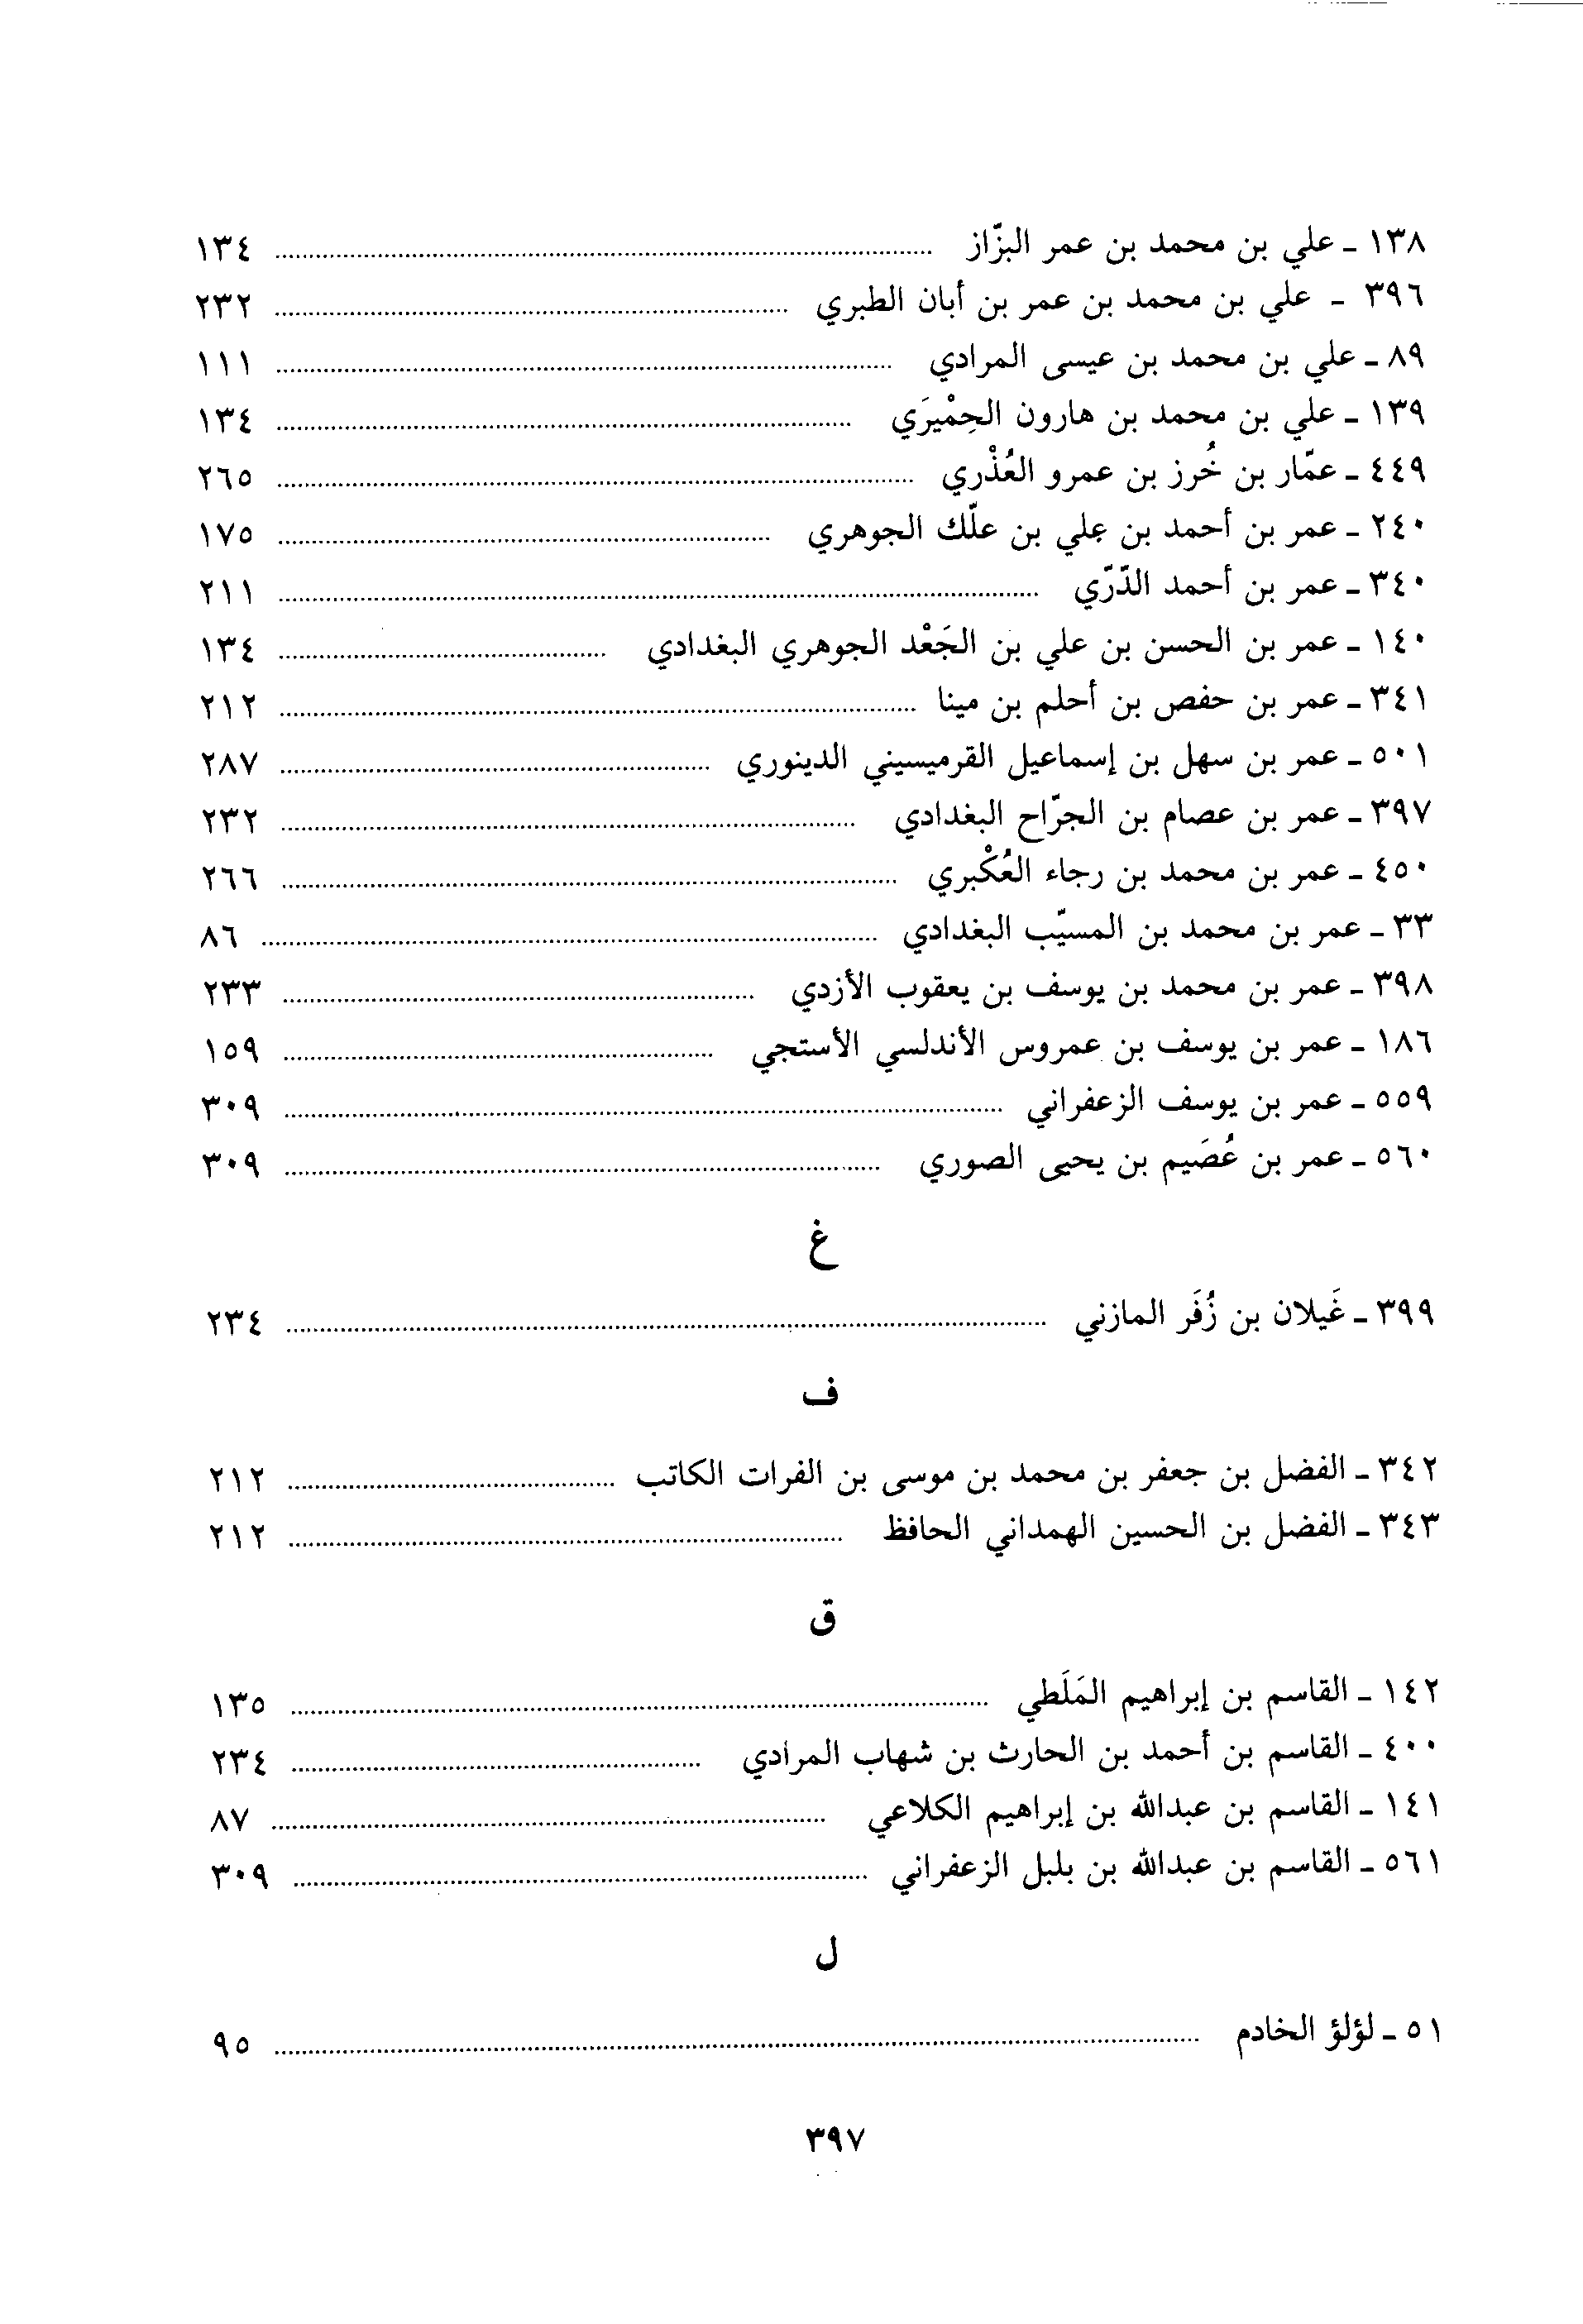 ١٣٨ - علي بن محمد بن عمر البزّاز ........ ١٣٤
٣٩٦ - علي بن محمد بن عمر بن أبان الطبري ........ ٢٣٢
٨٩ - علي بن محمد بن عيسى المرادي ........ ١١١
١٣٩ - علي بن محمد بن هارون الحِمْيرَي ........ ١٣٤
٤٤٩ - عمّار بن خُرز بن عمرو العُذْري ........ ٢٦٥
٢٤٠ - عمر بن أحمد بن علي بن علّك الجوهري ........ ١٧٥
٣٤٠ - عمر بن أحمد الدّرّي ........ ٢١١
١٤٠ - عمر بن الحسن بن علي بن الجَعْد الجوهري البغدادي ........ ١٣٤
٣٤١ - عمر بن حفص بن أحلم بن مينا ........ ٢١٢
٥٠١ - عمر بن سهل بن إسماعيل القرميسيني الدينوري ........ ٢٨٧
٣٩٧ - عمر بن عصام بن الجرّاح البغدادي ........ ٢٣٢
٤٥٠ - عمر بن محمد بن رجاء العُكْبري ........ ٢٦٦
٣٣ - عمر بن محمد بن المسيّب البغدادي ........ ٨٦
٣٩٨ - عمر بن محمد بن يوسف بن يعقوب الأزدي ........ ٢٣٣
١٨٦ - عمر بن يوسف بن عمروس الأندلسي الأستجي ........ ١٥٩
٥٥٩ - عمر بن يوسف الزعفراني ........ ٣٠٩
٥٦٠ - عمر بن عُصَيم بن يحيى الصوري ........ ٣٠٩
غ
٣٩٩ - غَيلان بن زُفَر المازني ........ ٢٣٤
ف
٣٤٢ - الفضل بن جعفر بن محمد بن موسى بن الفرات الكاتب ........ ٢١٢
٣٤٣ - الفضل بن الحسين الهمداني الحافظ ........ ٢١٢
ق
١٤٢ - القاسم بن إبراهيم المَلَطي ........ ١٣٥
٤٠٠ - القاسم بن أحمد بن الحارث بن شهاب المرادي ........ ٢٣٤
١٤١ - القاسم بن عبدالله بن إبراهيم الكلاعي ........ ٨٧
٥٦١ - القاسم بن عبدالله بن بلبل الزعفراني ........ ٣٠٩
ل
٥١ - لؤلؤ الخادم ........ ٩٥
٣٩٧